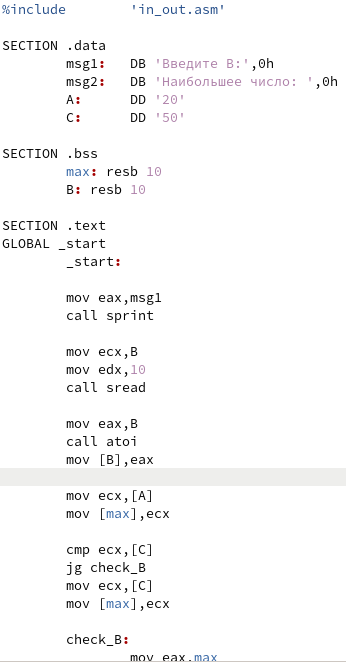 %include 'in_out.asm'
SECTION .data
msg1: DB 'Введите B:',0h
msg2: DB 'Наибольшее число: ',0h
A: DD '20'
C: DD '50'
SECTION .bss
max: resb 10
B: resb 10
SECTION .text
GLOBAL _start
_start:
mov eax,msg1
call sprint
mov ecx,B
mov edx,10
call sread
mov eax,B
call atoi
mov [B],eax
mov ecx,[A]
mov [max],ecx
cmp ecx,[C]
jg check_B
mov ecx,[C]
mov [max],ecx
check_B:
mov eax,max